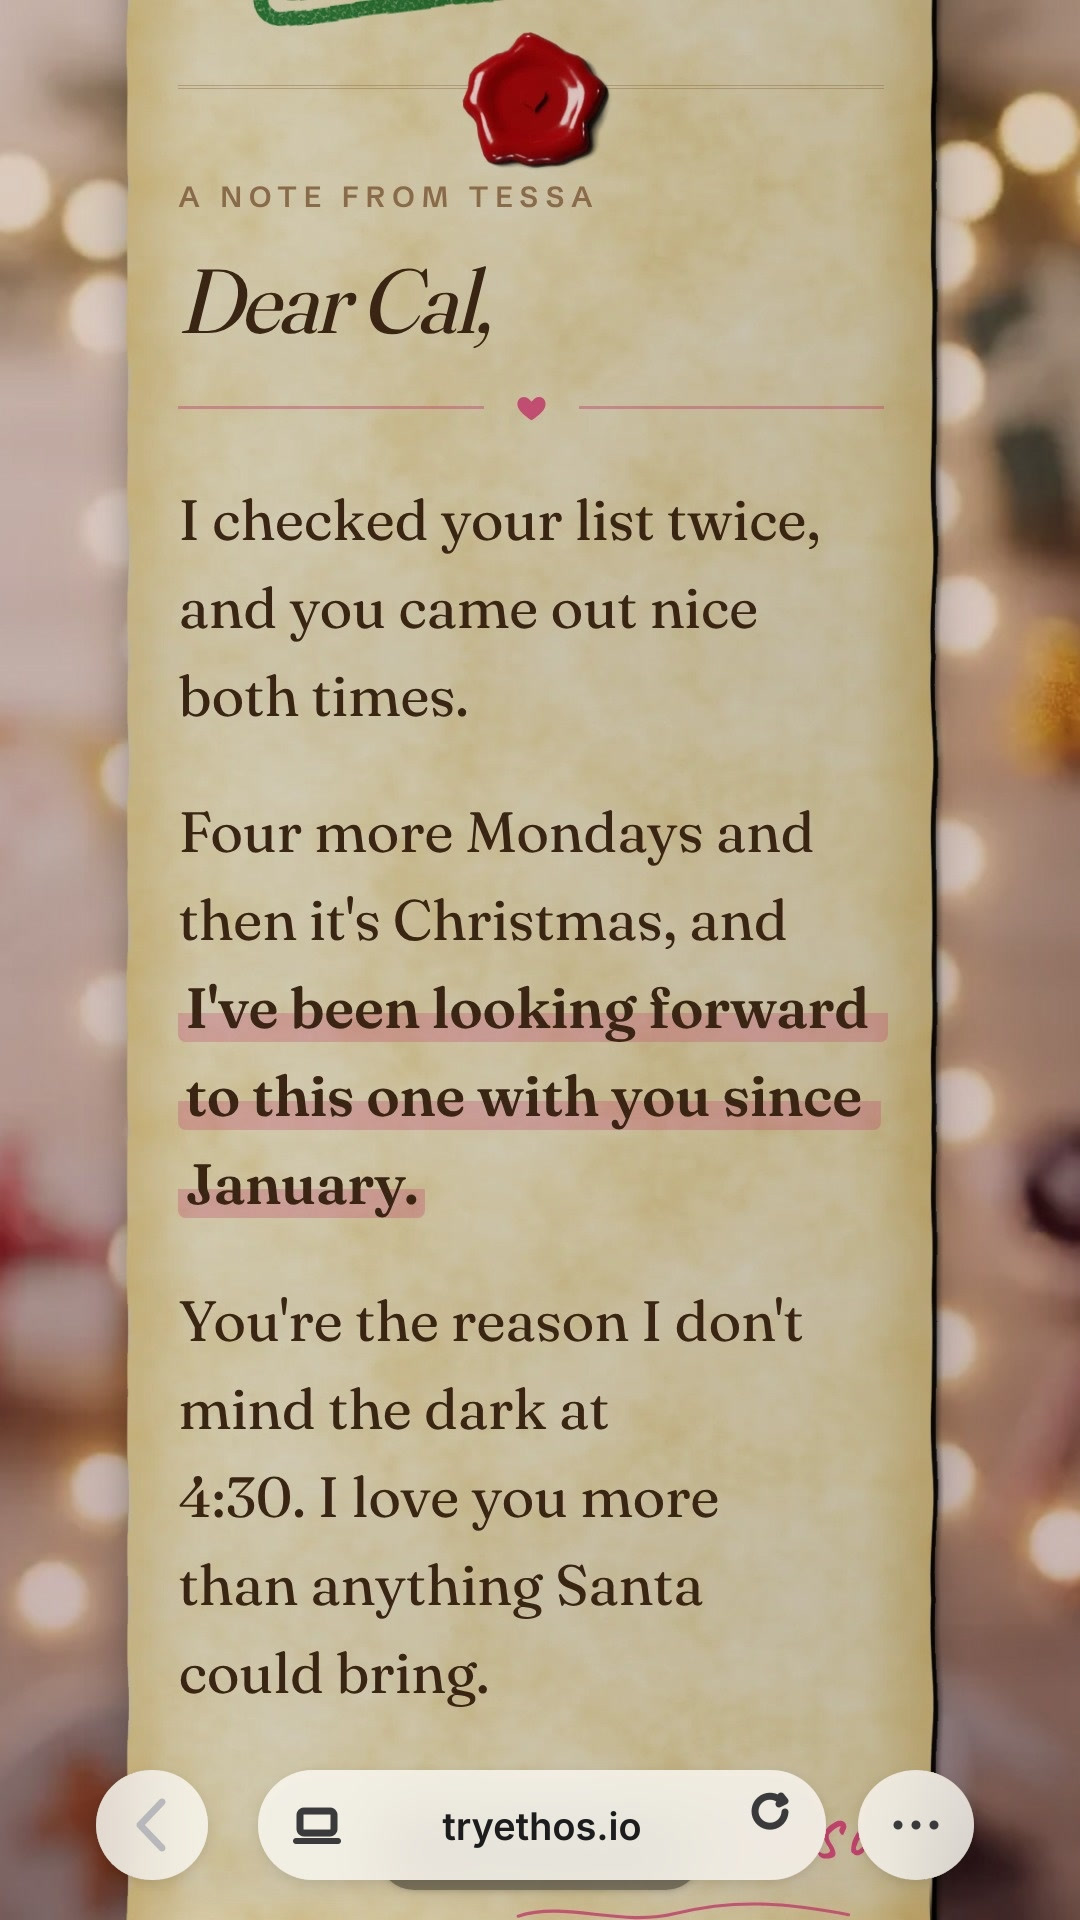 A NOTE FROM TESSA
Dear Cal,
I checked your list twice,
and you came out nice
both times.
Four more Mondays and
then it's Christmas, and
I've been looking forward
to this one with you since
January.
You're the reason I don't
mind the dark at
4:30. I love you more
than anything Santa
could bring.
tryethos.io